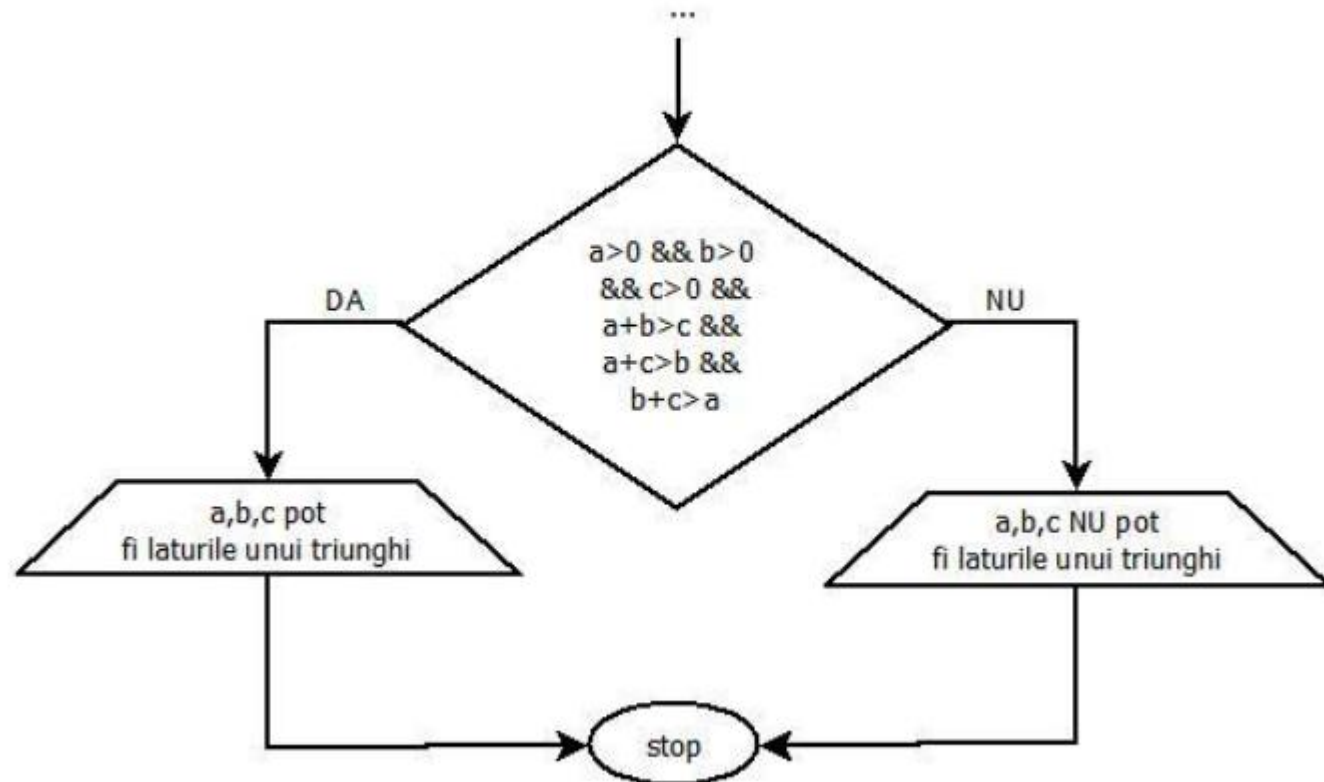 ...
a>0 && b>0
&& c>0 &&
a+b>c &&
a+c>b &&
b+c>a
DA
NU
a,b,c pot
fi laturile unui triunghi
a,b,c NU pot
fi laturile unui triunghi
stop